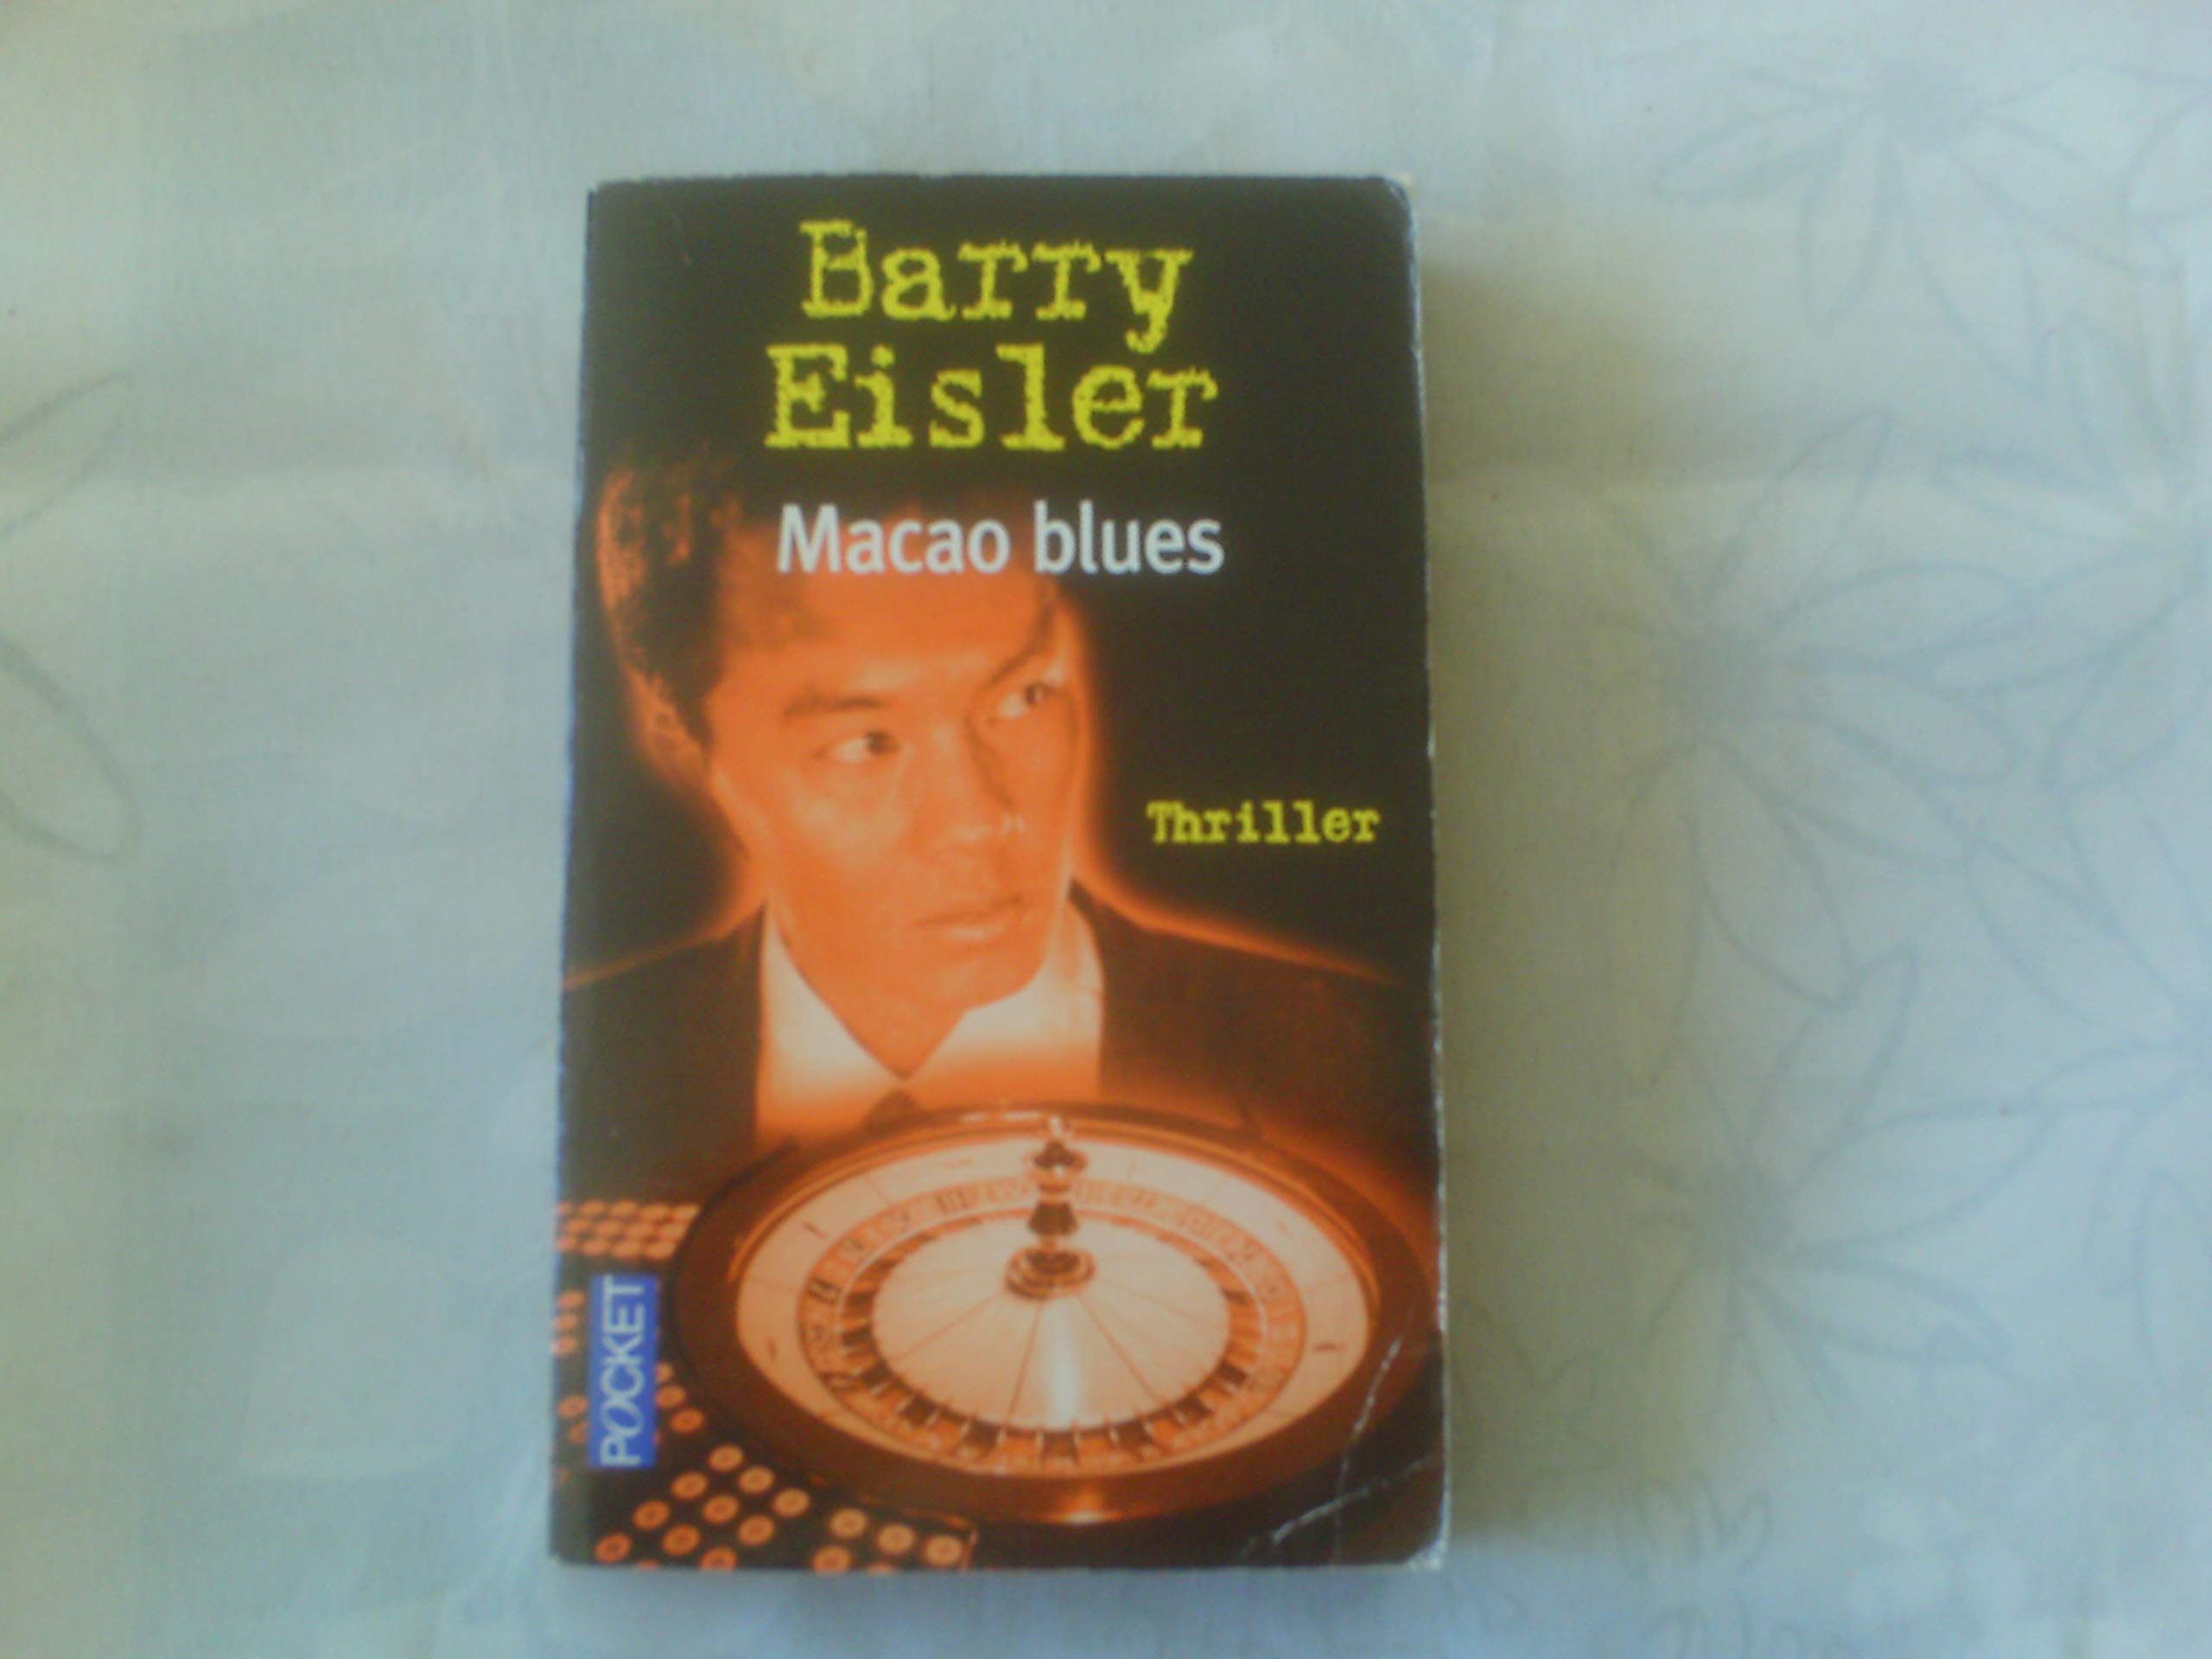 Barry
Eisler
Macao blues
Thriller
POCKET